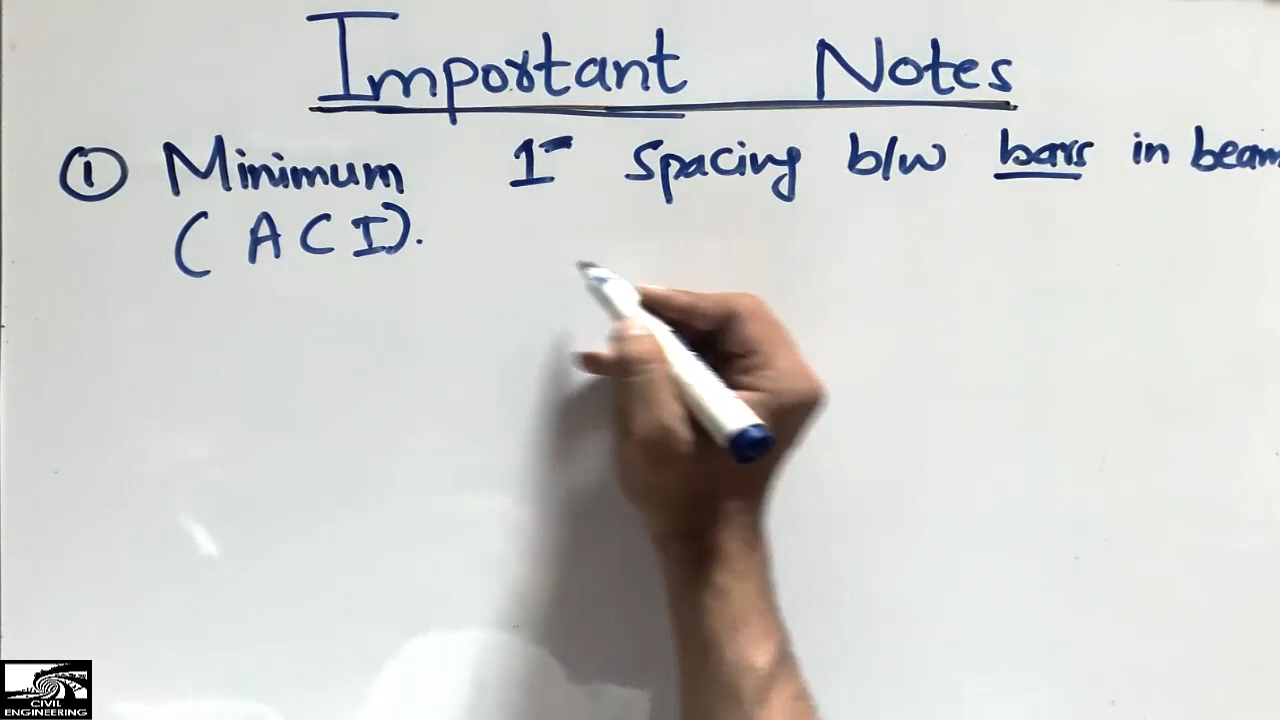 Important Notes
① Minimum 1" spacing b/w bars in beam
(ACI).
CIVIL
ENGINEERING